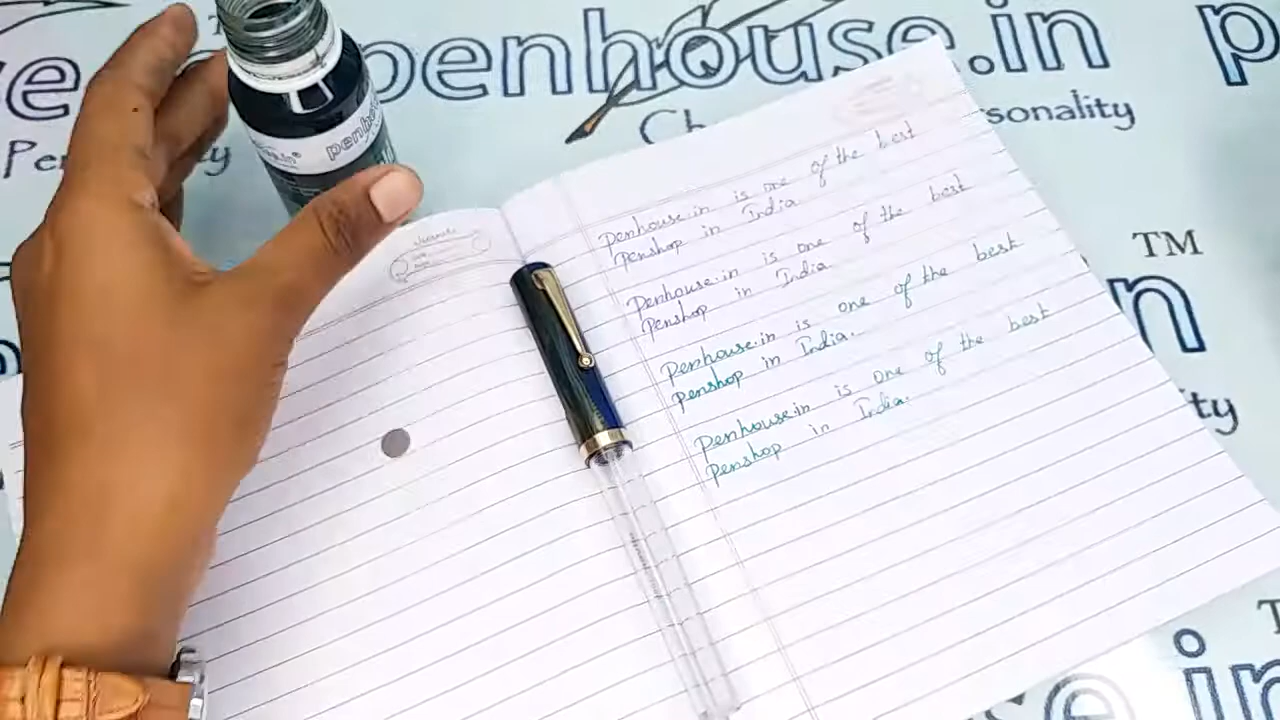 penhouse.in
sonality
TM
penho
Penhouse.in is one of the best
penshop in India
Penhouse.in is one of the best
penshop in India
Penhouse.in is one of the best
penshop in India.
Penhouse.in is one of the best
penshop in India.